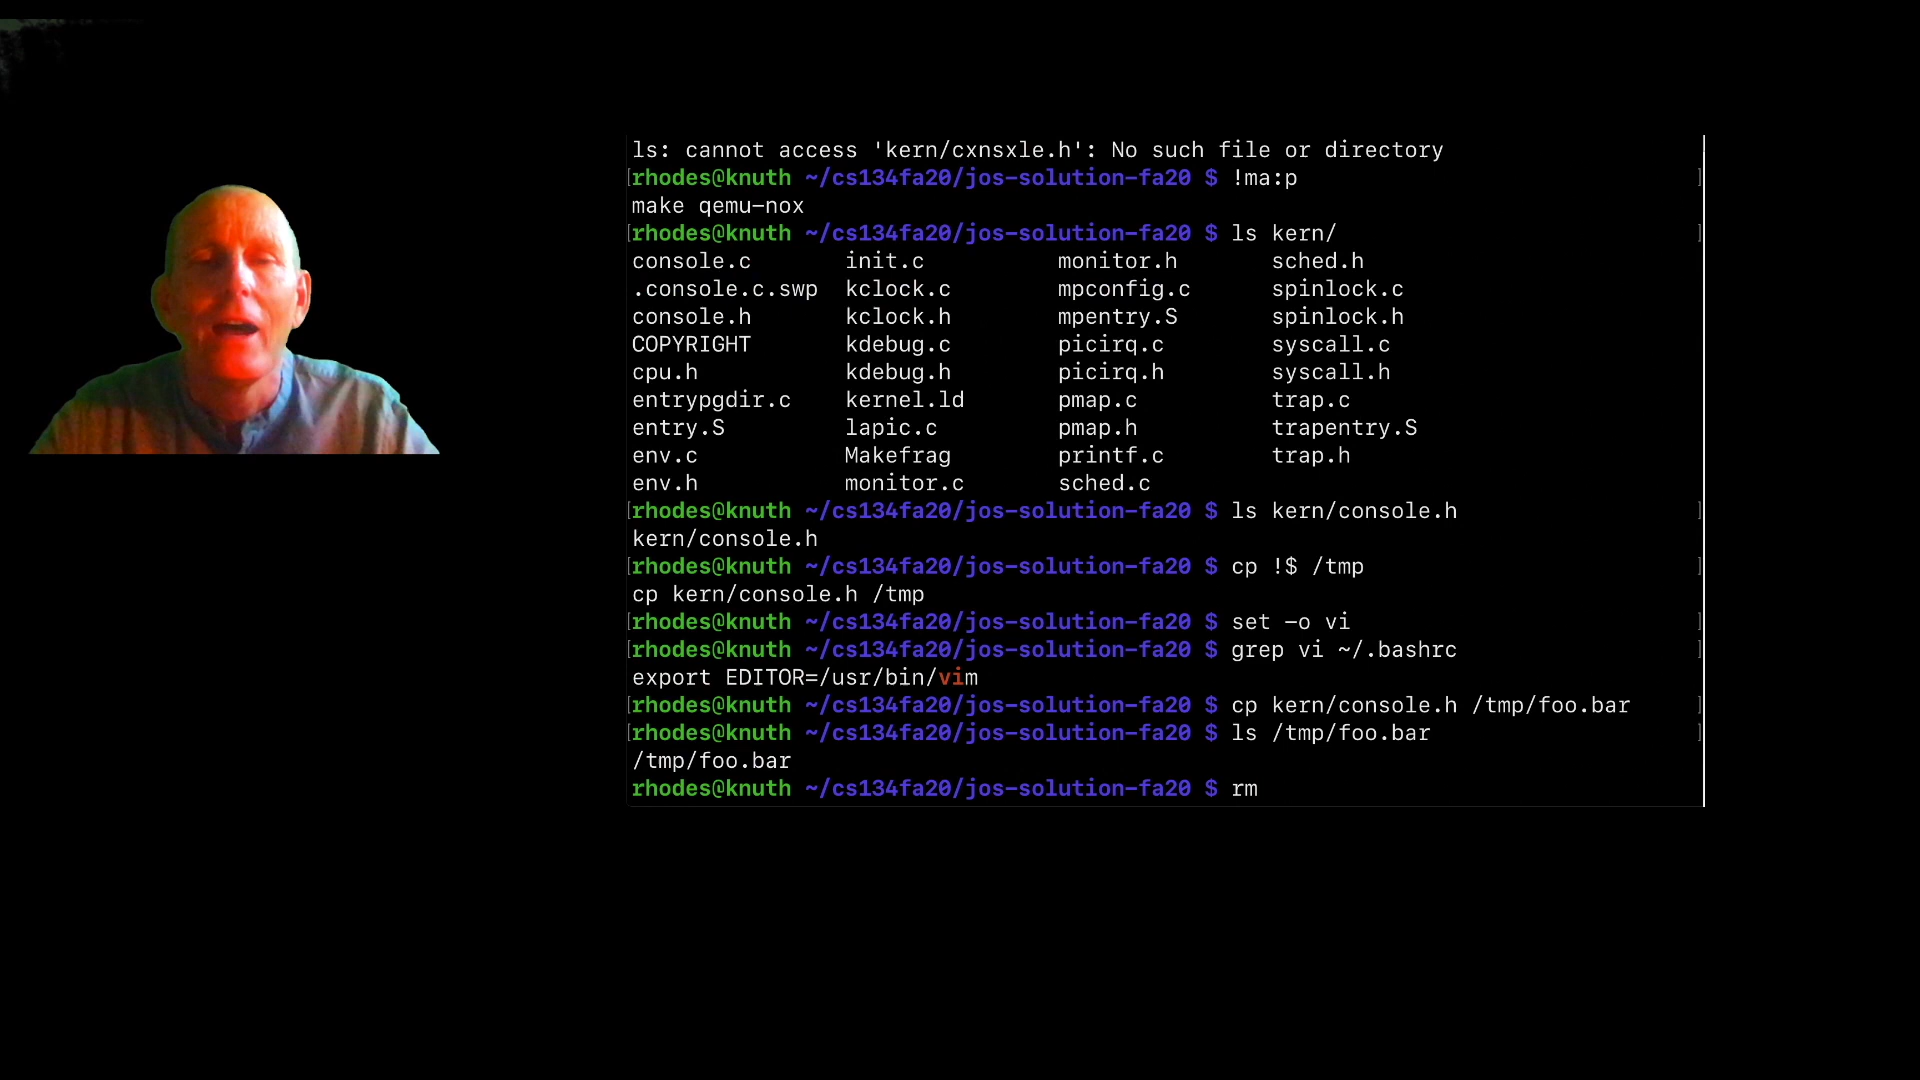 ls: cannot access 'kern/cxnsxle.h': No such file or directory
[rhodes@knuth ~/cs134fa20/jos-solution-fa20 $ !ma:p ]
make qemu-nox
[rhodes@knuth ~/cs134fa20/jos-solution-fa20 $ ls kern/ ]
console.c init.c monitor.h sched.h
.console.c.swp kclock.c mpconfig.c spinlock.c
console.h kclock.h mpentry.S spinlock.h
COPYRIGHT kdebug.c picirq.c syscall.c
cpu.h kdebug.h picirq.h syscall.h
entrypgdir.c kernel.ld pmap.c trap.c
entry.S lapic.c pmap.h trapentry.S
env.c Makefrag printf.c trap.h
env.h monitor.c sched.c
[rhodes@knuth ~/cs134fa20/jos-solution-fa20 $ ls kern/console.h ]
kern/console.h
[rhodes@knuth ~/cs134fa20/jos-solution-fa20 $ cp !$ /tmp ]
cp kern/console.h /tmp
[rhodes@knuth ~/cs134fa20/jos-solution-fa20 $ set -o vi ]
[rhodes@knuth ~/cs134fa20/jos-solution-fa20 $ grep vi ~/.bashrc ]
export EDITOR=/usr/bin/vim
[rhodes@knuth ~/cs134fa20/jos-solution-fa20 $ cp kern/console.h /tmp/foo.bar ]
[rhodes@knuth ~/cs134fa20/jos-solution-fa20 $ ls /tmp/foo.bar ]
/tmp/foo.bar
rhodes@knuth ~/cs134fa20/jos-solution-fa20 $ rm